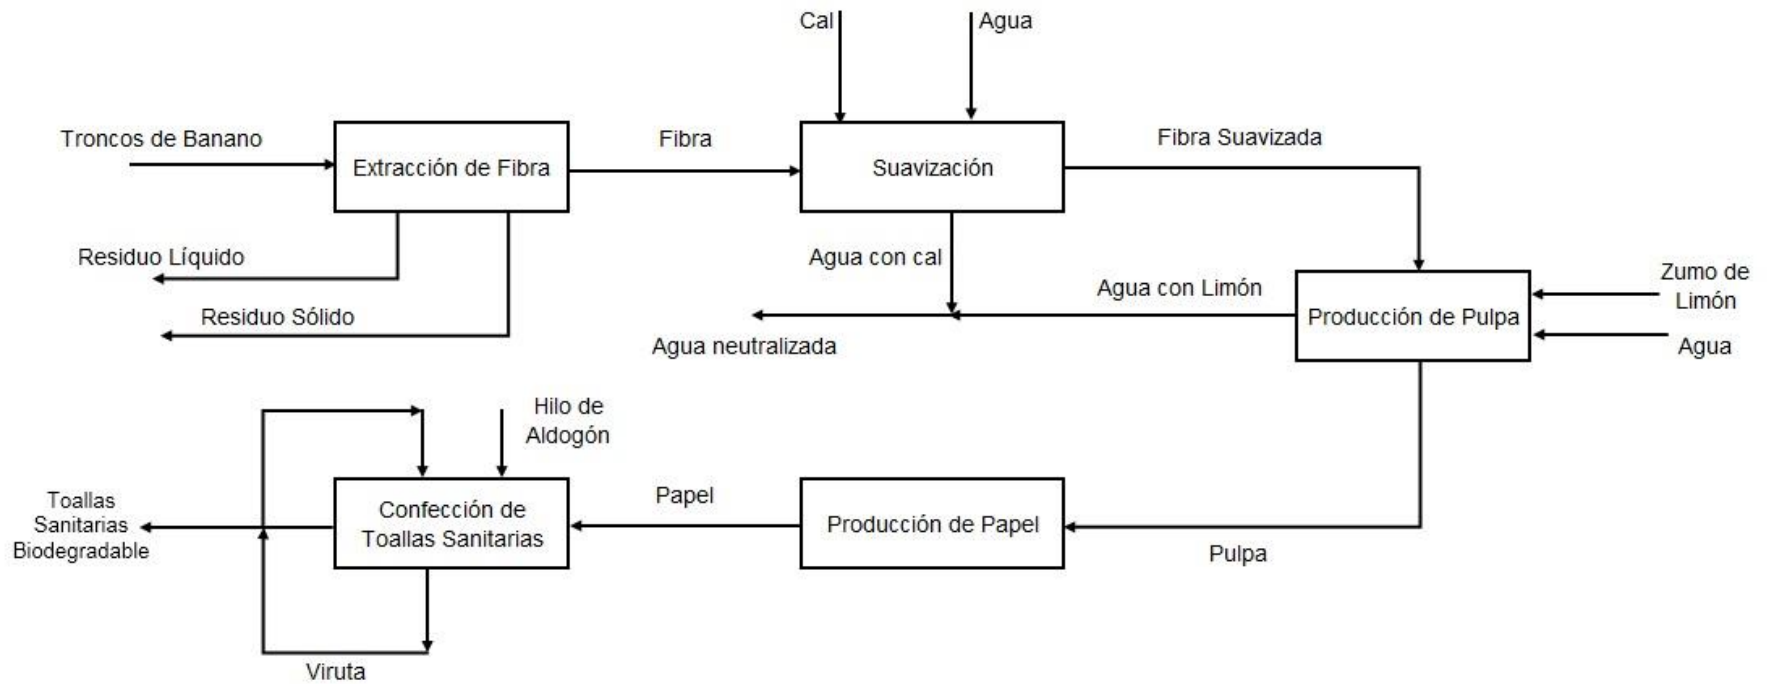 Cal
Agua
Troncos de Banano
Extracción de Fibra
Fibra
Suavización
Fibra Suavizada
Residuo Líquido
Residuo Sólido
Agua con cal
Agua con Limón
Agua neutralizada
Producción de Pulpa
Zumo de
Limón
Agua
Hilo de
Aldogón
Toallas
Sanitarias
Biodegradable
Confección de
Toallas Sanitarias
Papel
Producción de Papel
Pulpa
Viruta